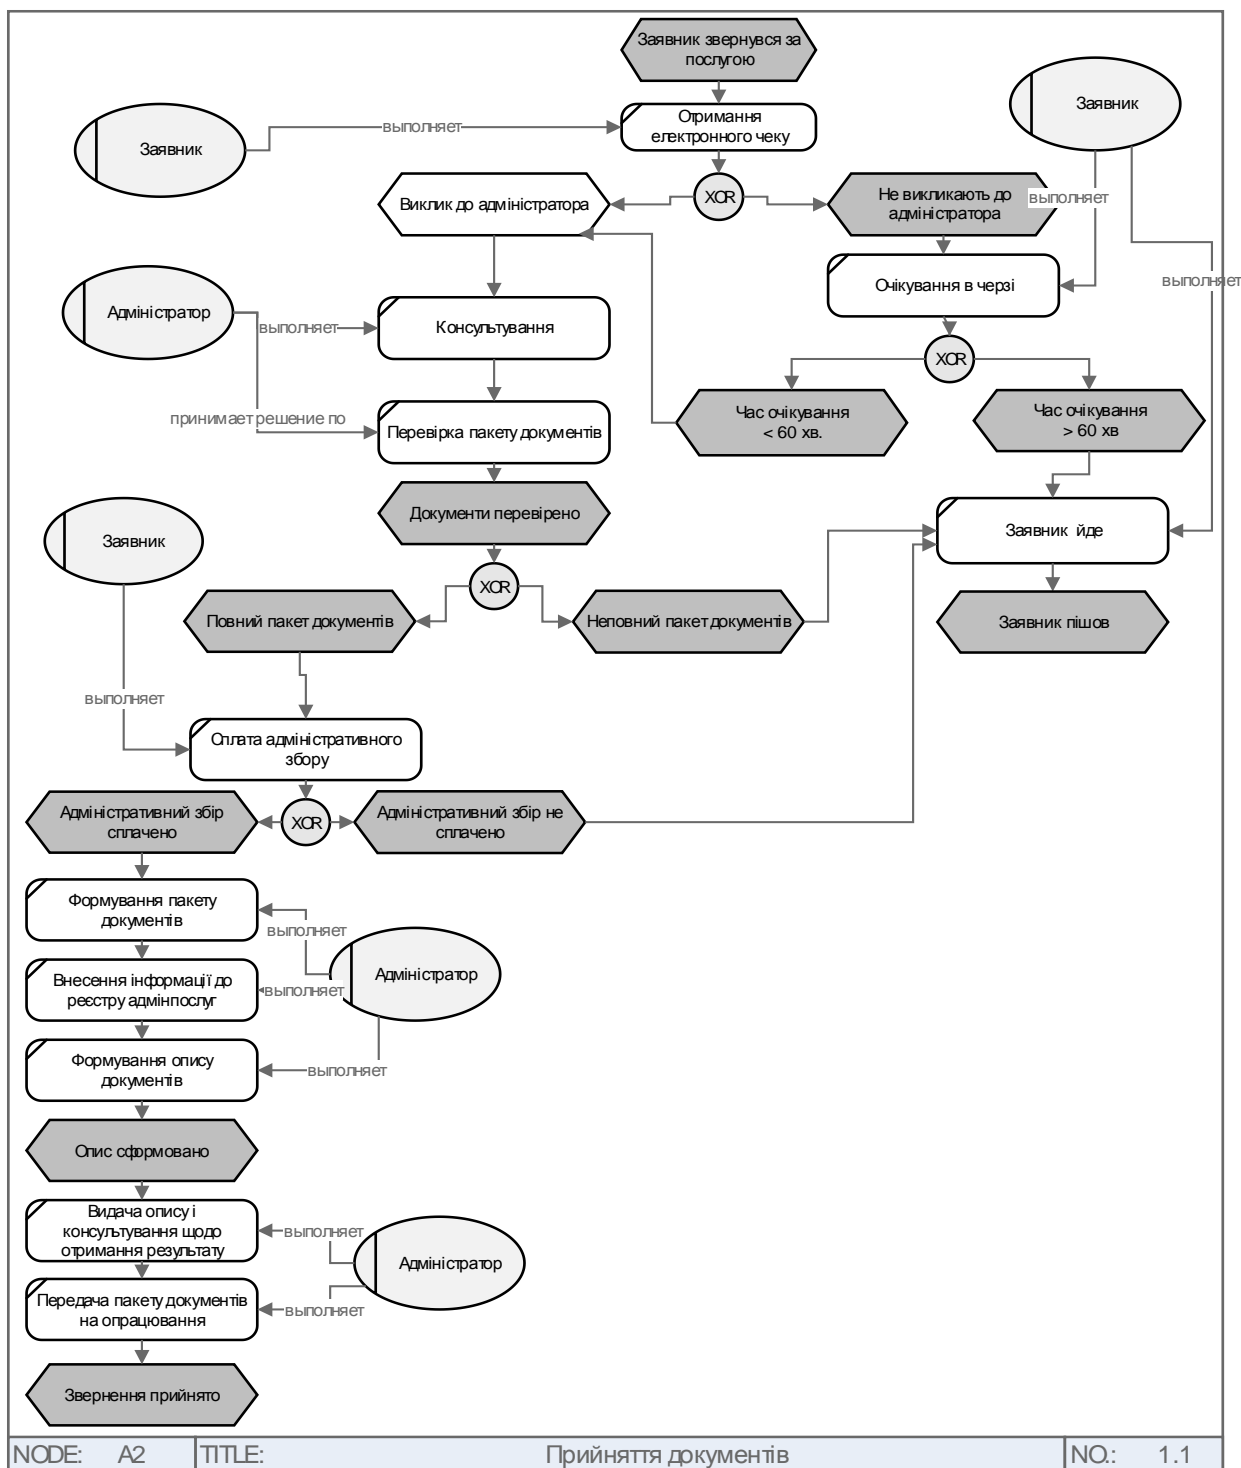 Заявник звернувся за
послугою
Заявник
Заявник
выполняет
Отримання
електронного чеку
XOR
Виклик до адміністратора
Не викликають до
адміністратора
выполняет
выполняет
Адміністратор
выполняет
Консультування
Очікування в черзі
XOR
принимает решение по
Перевірка пакету документів
Час очікування
< 60 хв.
Час очікування
> 60 хв
Документи перевірено
Заявник йде
Заявник
XOR
Повний пакет документів
Неповний пакет документів
Заявник пішов
выполняет
Сплата адміністративного
збору
Адміністративний збір
сплачено
XOR
Адміністративний збір не
сплачено
Формування пакету
документів
выполняет
Адміністратор
Внесення інформації до
реєстру адмінпослуг
выполняет
Формування опису
документів
выполняет
Опис сформовано
Видача опису і
консультування щодо
отримання результату
выполняет
Адміністратор
Передача пакету документів
на опрацювання
выполняет
Звернення прийнято
NODE: A2 TITLE: Прийняття документів NO.: 1.1